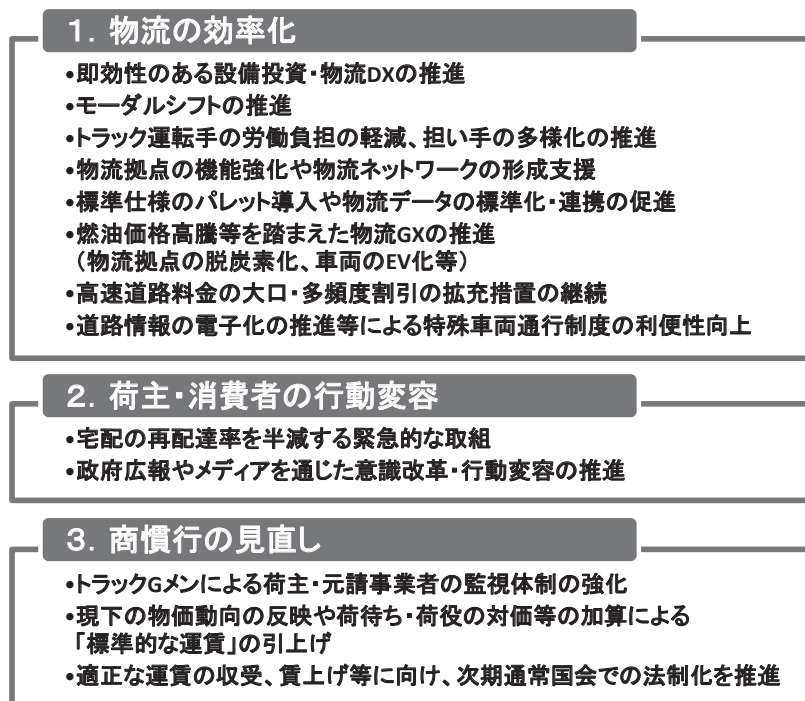 １．物流の効率化
•即効性のある設備投資・物流DXの推進
•モーダルシフトの推進
•トラック運転手の労働負担の軽減、担い手の多様化の推進
•物流拠点の機能強化や物流ネットワークの形成支援
•標準仕様のパレット導入や物流データの標準化・連携の促進
•燃油価格高騰等を踏まえた物流GXの推進
（物流拠点の脱炭素化、車両のEV化等）
•高速道路料金の大口・多頻度割引の拡充措置の継続
•道路情報の電子化の推進等による特殊車両通行制度の利便性向上
２．荷主・消費者の行動変容
•宅配の再配達率を半減する緊急的な取組
•政府広報やメディアを通じた意識改革・行動変容の推進
３．商慣行の見直し
•トラックGメンによる荷主・元請事業者の監視体制の強化
•現下の物価動向の反映や荷待ち・荷役の対価等の加算による
「標準的な運賃」の引上げ
•適正な運賃の収受、賃上げ等に向け、次期通常国会での法制化を推進